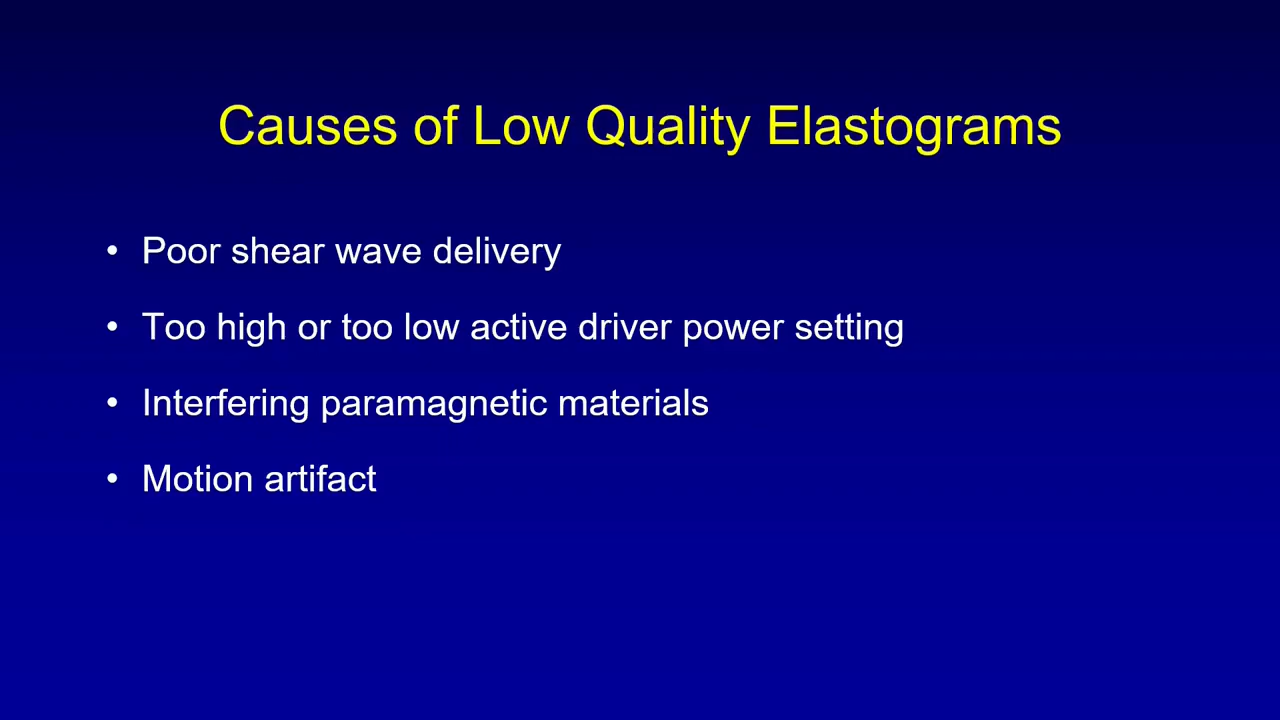 Causes of Low Quality Elastograms
• Poor shear wave delivery
• Too high or too low active driver power setting
• Interfering paramagnetic materials
• Motion artifact